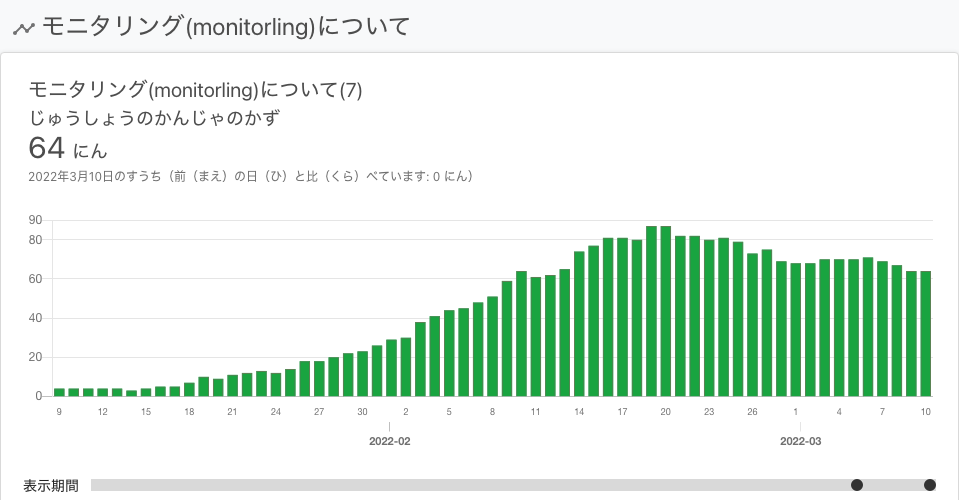 モニタリング(monitorling)について
モニタリング(monitorling)について(7)
じゅうしょうのかんじゃのかず
64 にん
2022年3月10日のすうち（前（まえ）の日（ひ）と比（くら）べています: 0 にん）
90
80
60
40
20
0
9 12 15 18 21 24 27 30 2 5 8 11 14 17 20 23 26 1 4 7 10
2022-02 2022-03
表示期間